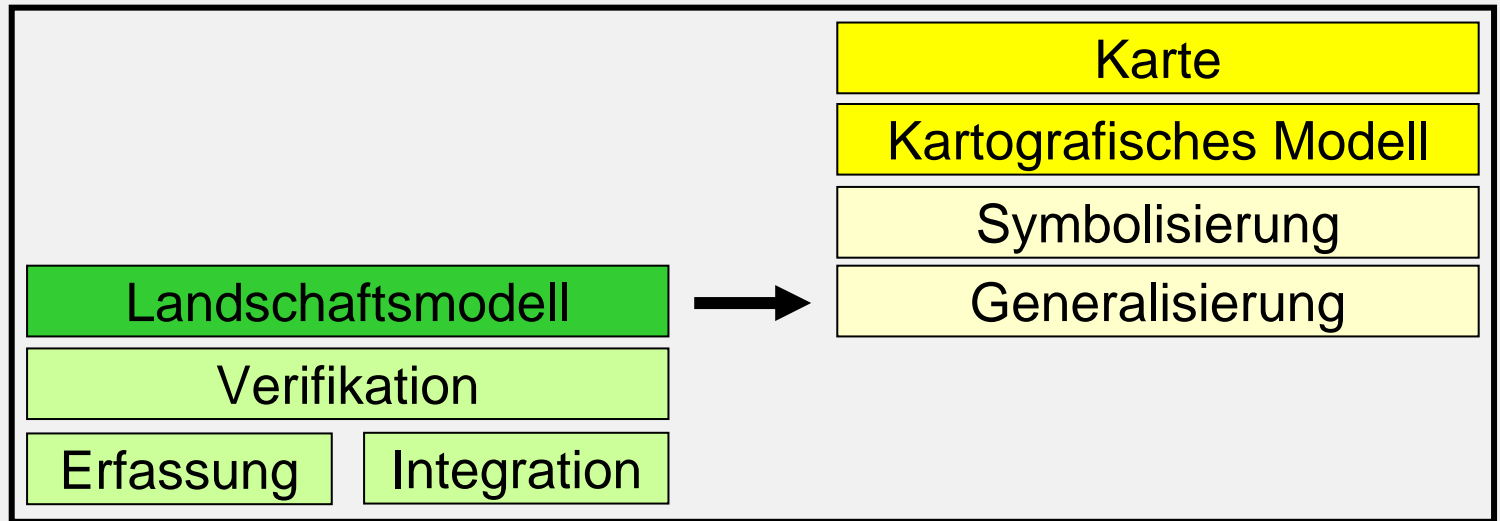 Karte
Kartografisches Modell
Symbolisierung
Landschaftsmodell
Generalisierung
Verifikation
Erfassung
Integration